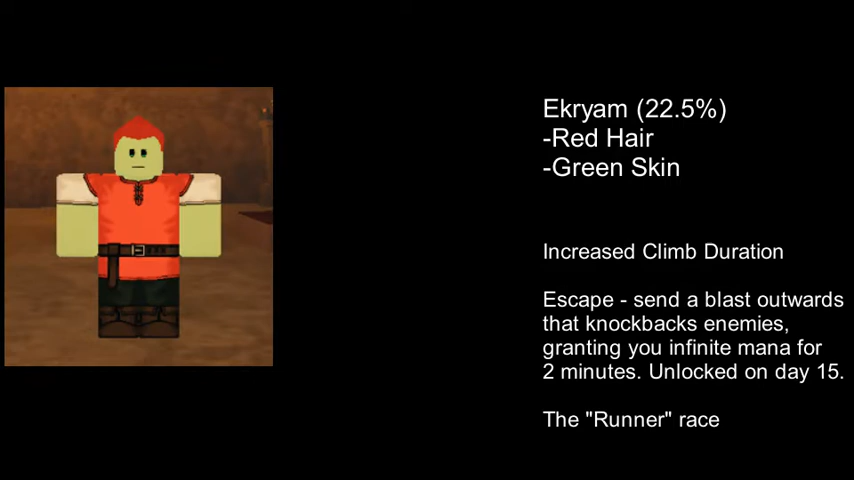 Ekryam (22.5%)
-Red Hair
-Green Skin
Increased Climb Duration
Escape - send a blast outwards
that knockbacks enemies,
granting you infinite mana for
2 minutes. Unlocked on day 15.
The "Runner" race